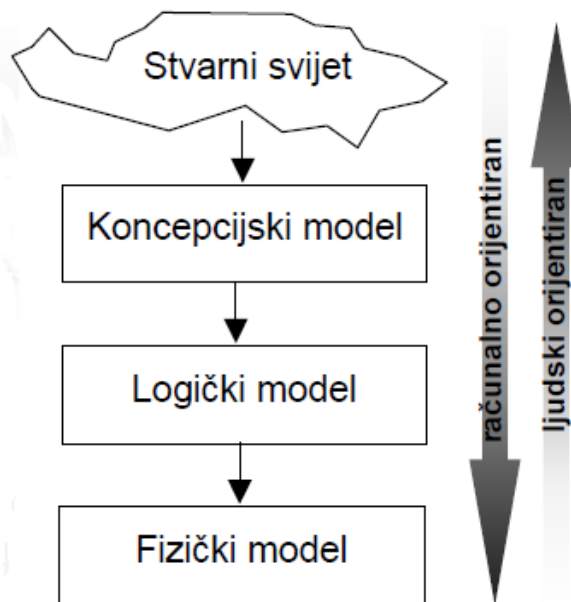 Stvarni svijet
Koncepcijski model
Logički model
Fizički model
računalno orijentiran
ljudski orijentiran